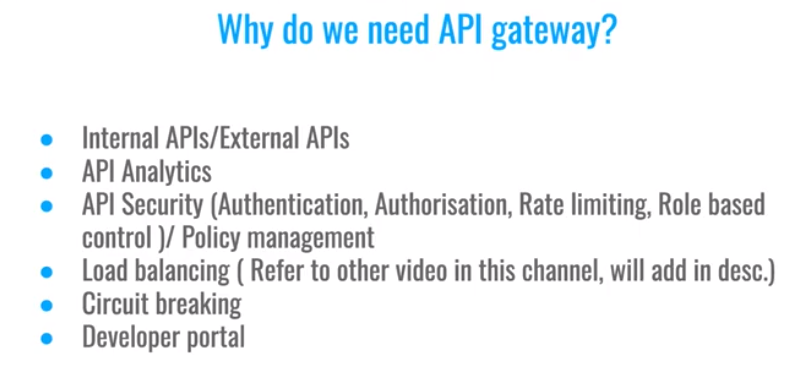 Why do we need API gateway?
● Internal APIs/External APIs
● API Analytics
● API Security (Authentication, Authorisation, Rate limiting, Role based
control )/ Policy management
● Load balancing ( Refer to other video in this channel, will add in desc.)
● Circuit breaking
● Developer portal